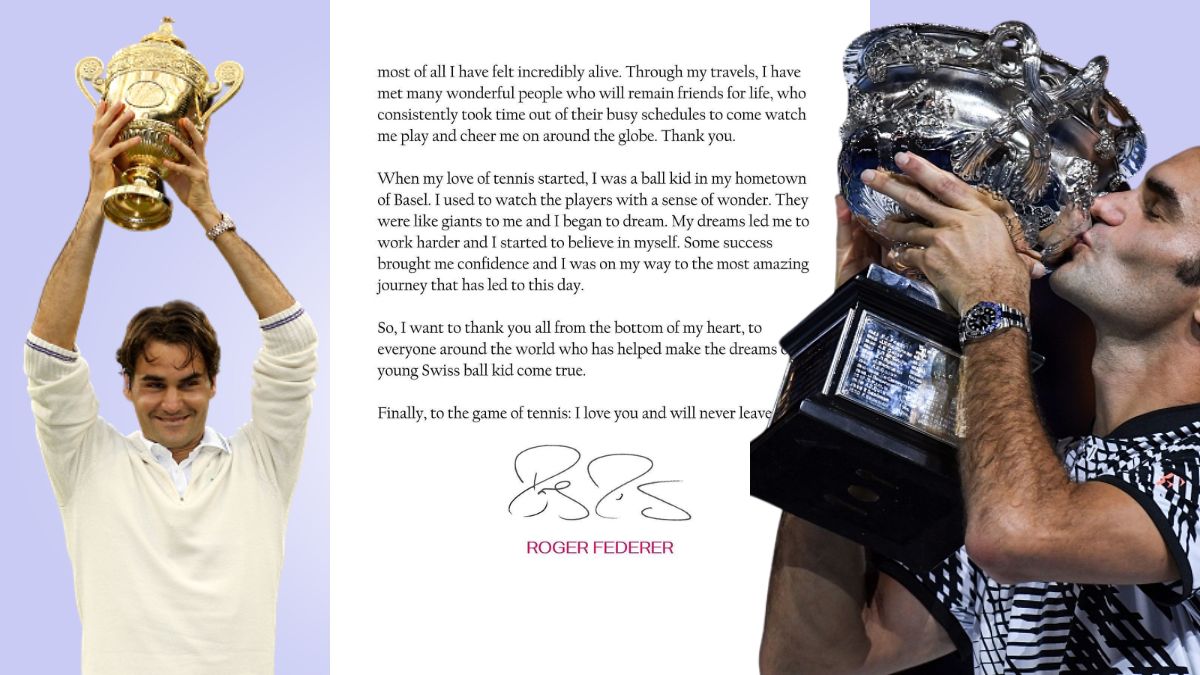 most of all I have felt incredibly alive. Through my travels, I have
met many wonderful people who will remain friends for life, who
consistently took time out of their busy schedules to come watch
me play and cheer me on around the globe. Thank you.
When my love of tennis started, I was a ball kid in my hometown
of Basel. I used to watch the players with a sense of wonder. They
were like giants to me and I began to dream. My dreams led me to
work harder and I started to believe in myself. Some success
brought me confidence and I was on my way to the most amazing
journey that has led to this day.
So, I want to thank you all from the bottom of my heart, to
everyone around the world who has helped make the dreams
young Swiss ball kid come true.
Finally, to the game of tennis: I love you and will never leave
ROGER FEDERER